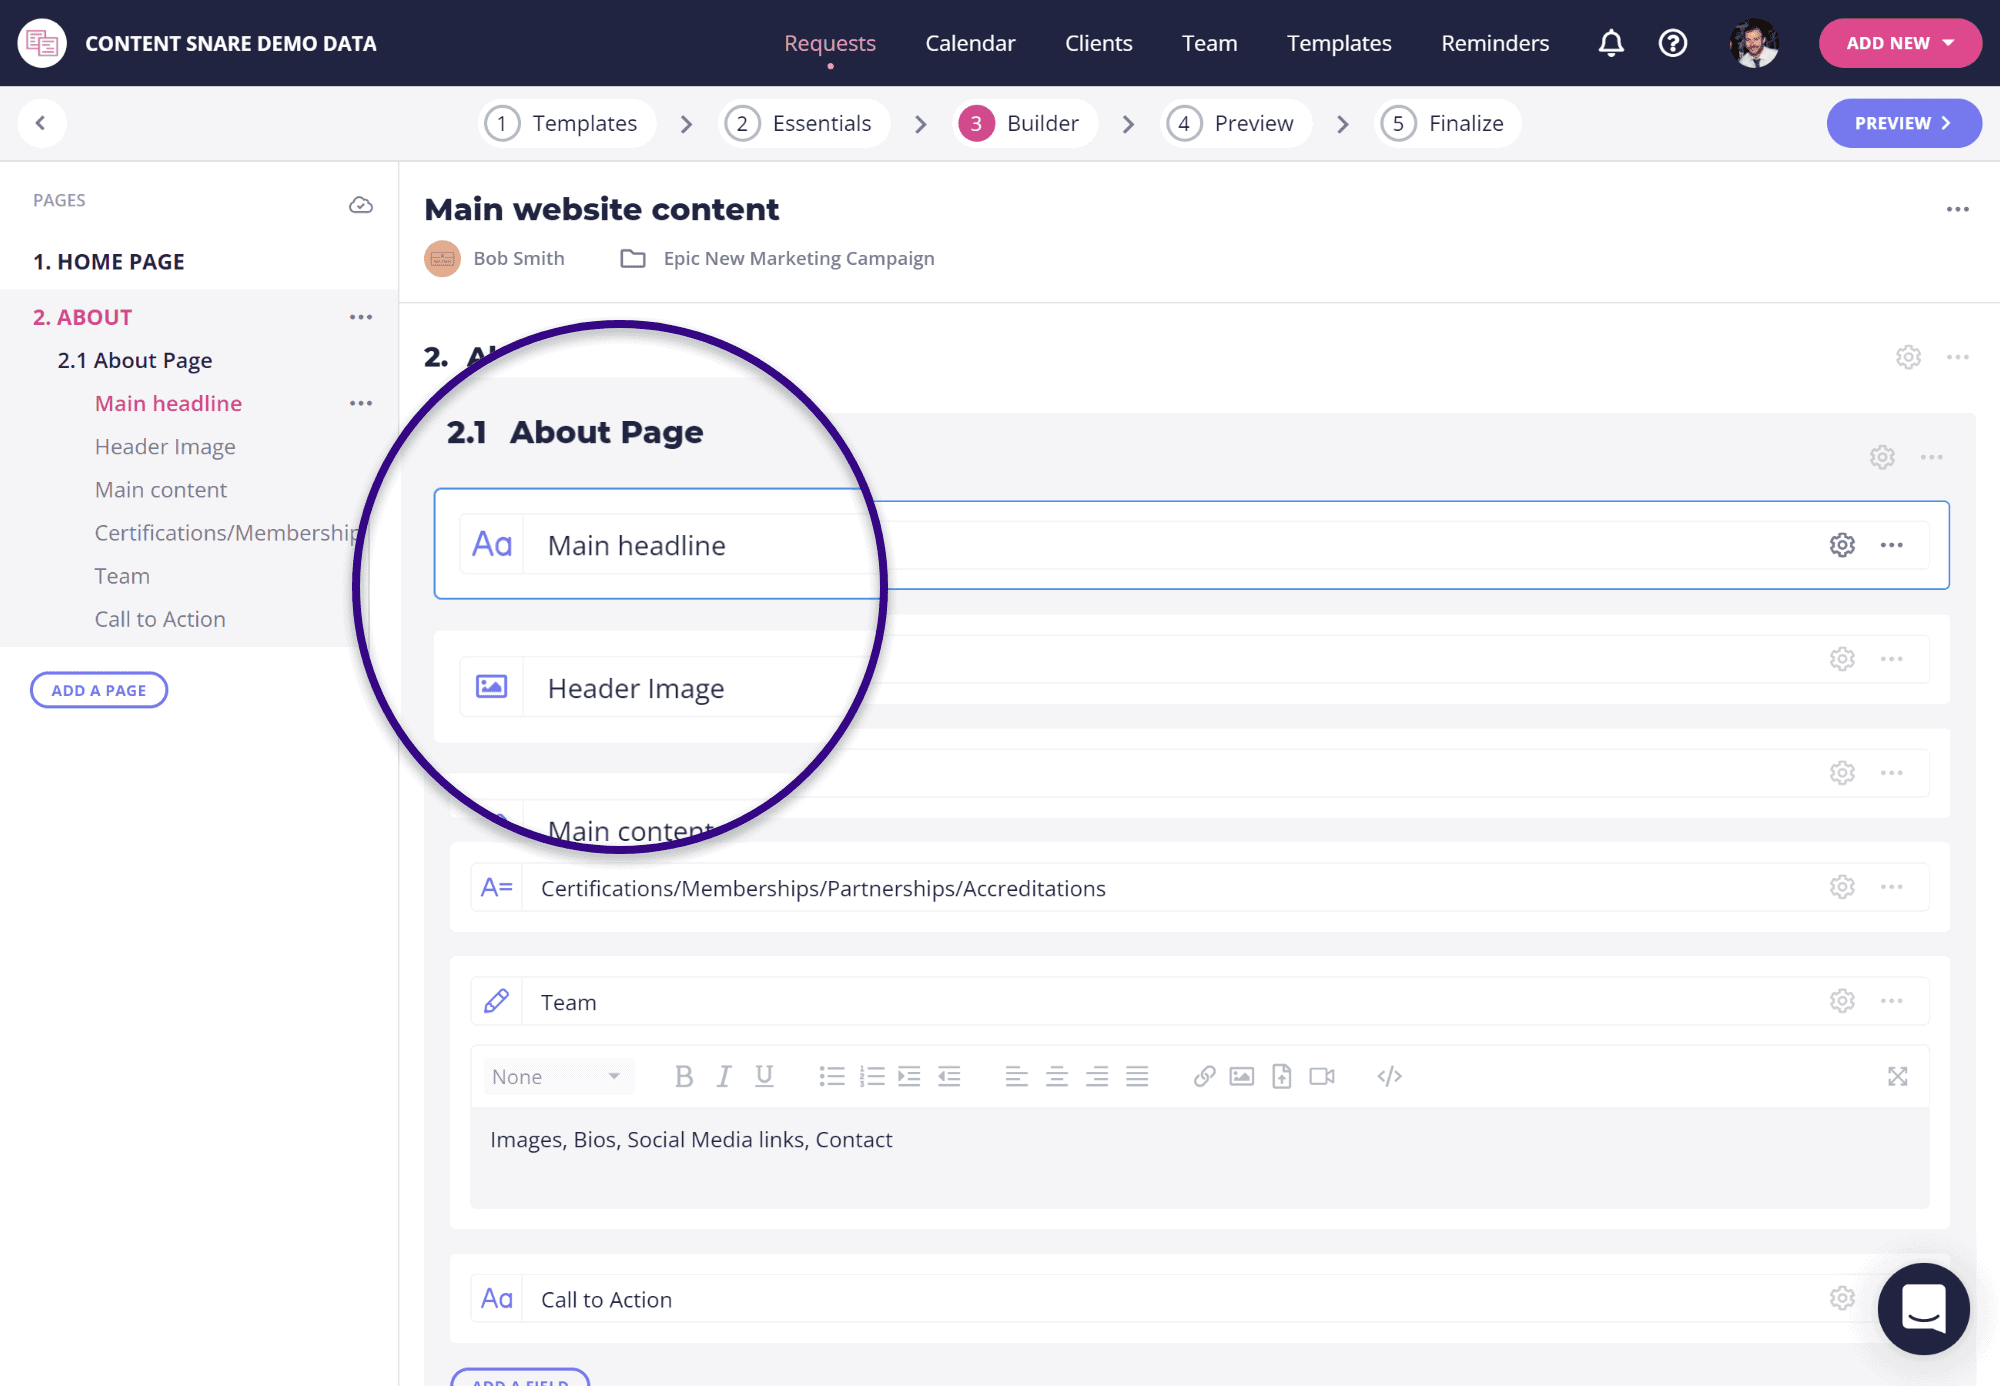 CONTENT SNARE DEMO DATA
Requests Calendar Clients Team Templates Reminders ADD NEW
1 Templates 2 Essentials 3 Builder 4 Preview 5 Finalize PREVIEW
PAGES
1. HOME PAGE
2. ABOUT
2.1 About Page
Main headline
Header Image
Main content
Certifications/Membership
Team
Call to Action
ADD A PAGE
Main website content
Bob Smith Epic New Marketing Campaign
2.
2.1 About Page
Aa Main headline
Header Image
Main content
A= Certifications/Memberships/Partnerships/Accreditations
Team
None B I U
Images, Bios, Social Media links, Contact
Aa Call to Action
ADD A FIELD